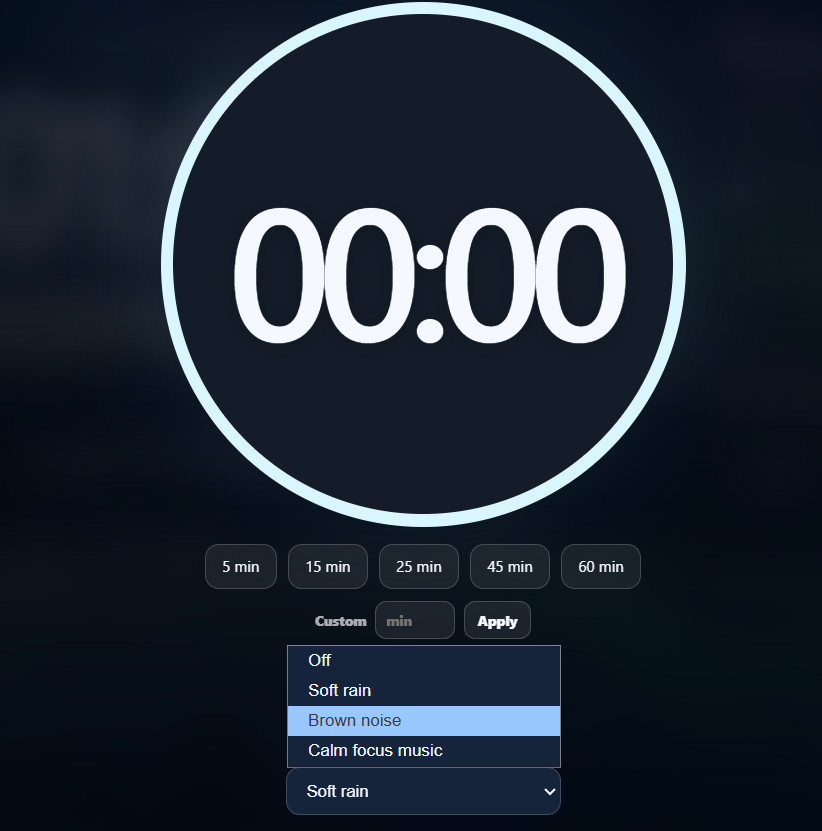 00:00
5 min 15 min 25 min 45 min 60 min
Custom min Apply
Off
Soft rain
Brown noise
Calm focus music
Soft rain